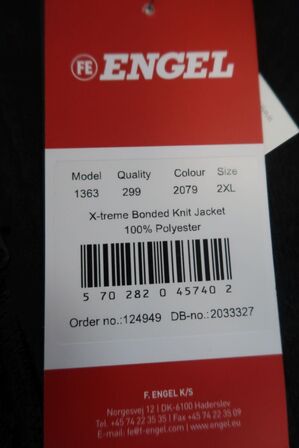 FE ENGEL
Model Quality Colour Size
1363 299 2079 2XL
X-treme Bonded Knit Jacket
100% Polyester
5 70 282 0 45740 2
Order no.:124949 DB-no.:2033327
F. ENGEL K/S
Norgesvej 12 | DK-6100 Haderslev
Tel +45 74 22 35 35 | Fax +45 74 22 35 09
E-mail: fe@f-engel.com
www.engel.eu